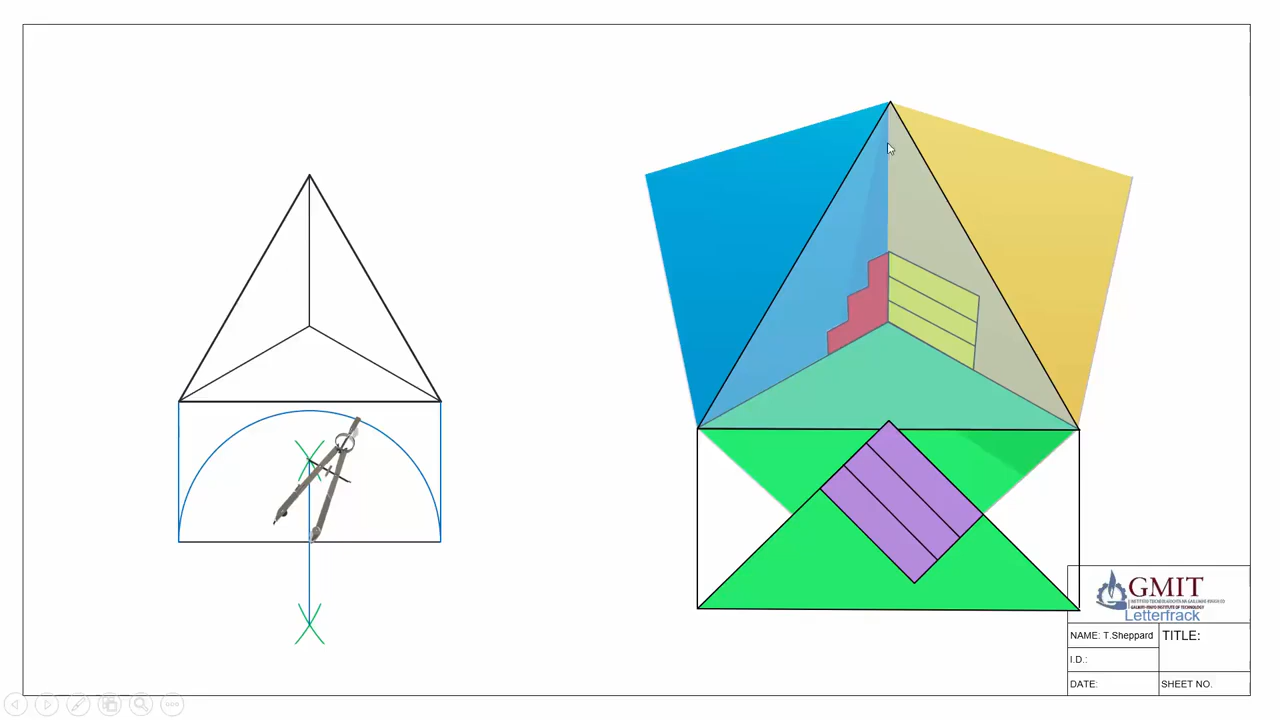 GMIT
Letterfrack
NAME: T.Sheppard
TITLE:
I.D.:
DATE:
SHEET NO.